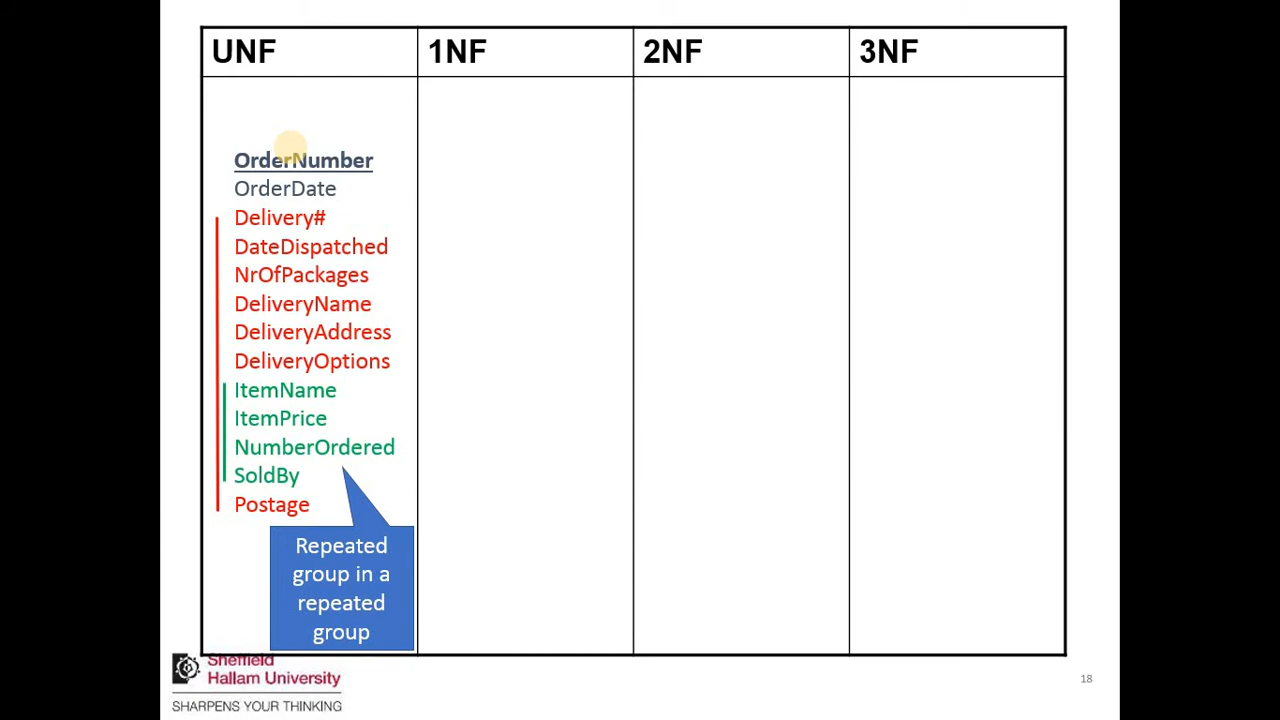 UNF
1NF
2NF
3NF
OrderNumber
OrderDate
Delivery#
DateDispatched
NrOfPackages
DeliveryName
DeliveryAddress
DeliveryOptions
ItemName
ItemPrice
NumberOrdered
SoldBy
Postage
Repeated
group in a
repeated
group
Sheffield
Hallam University
SHARPENS YOUR THINKING
18